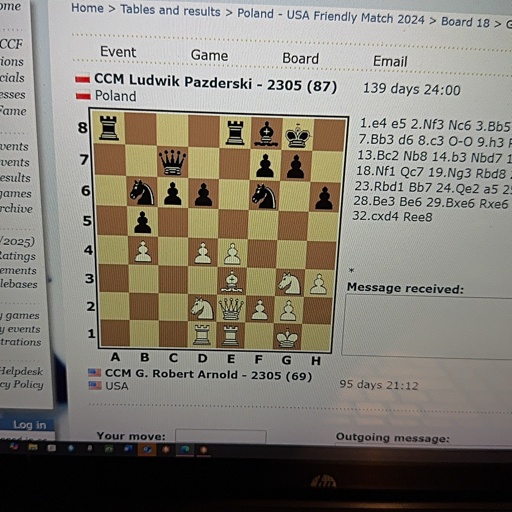 ome
Home > Tables and results > Poland - USA Friendly Match 2024 > Board 18 > G
Event
Game
Board
Email
CCF
ions
cials
esses
Fame
vents
vents
esults
games
rchive
/2025)
Ratings
ements
lebases
y games
y events
trations
Helpdesk
cy Policy
Log in
CCM Ludwik Pazderski - 2305 (87)
139 days 24:00
Poland
8
7
6
5
4
3
2
1
A B C D E F G H
1.e4 e5 2.Nf3 Nc6 3.Bb5
7.Bb3 d6 8.c3 O-O 9.h3
13.Bc2 Nb8 14.b3 Nbd7
18.Nf1 Qc7 19.Ng3 Rbd8
23.Rbd1 Bb7 24.Qe2 a5
28.Be3 Be6 29.Bxe6 Rxe6
32.cxd4 Ree8
*
Message received:
CCM G. Robert Arnold - 2305 (69)
USA
95 days 21:12
Your move:
Outgoing message:
hp